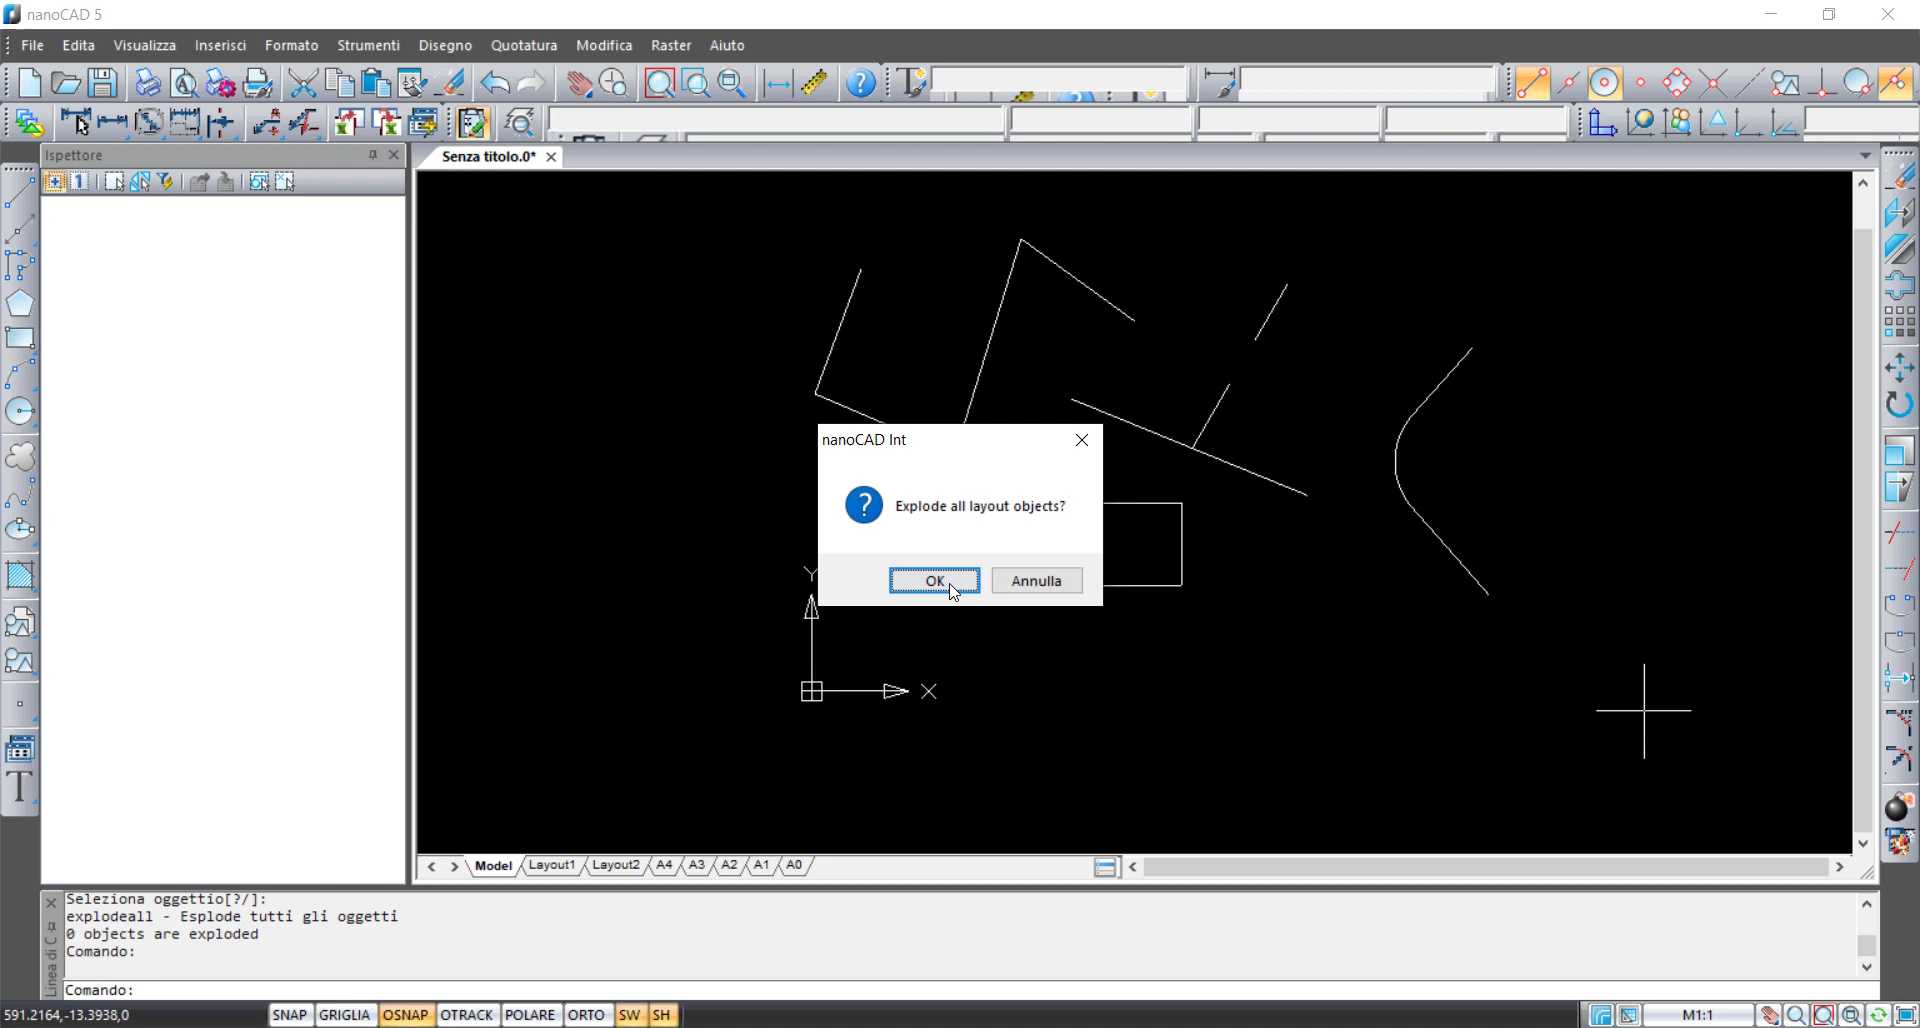 nanoCAD 5
File Edita Visualizza Inserisci Formato Strumenti Disegno Quotatura Modifica Raster Aiuto
Ispettore
Senza titolo.0*
1
nanoCAD Int
Explode all layout objects?
OK Annulla
Y
X
Model Layout1 Layout2 A4 A3 A2 A1 A0
Linea di C
Seleziona oggettio[?/]:
explodeall - Esplode tutti gli oggetti
0 objects are exploded
Comando:
Comando:
591.2164,-13.3938,0 SNAP GRIGLIA OSNAP OTRACK POLARE ORTO SW SH M1:1